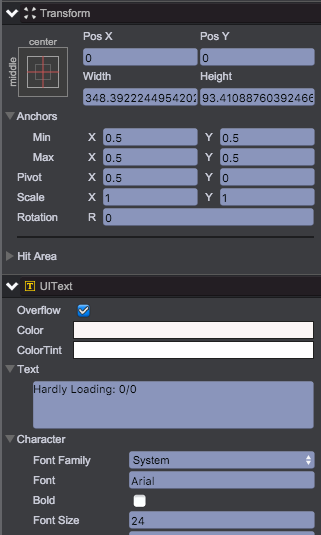 Transform
center
middle
Pos X Pos Y
0 0
Width Height
348.3922244954202 93.41088760392466
Anchors
Min X 0.5 Y 0.5
Max X 0.5 Y 0.5
Pivot X 0.5 Y 0
Scale X 1 Y 1
Rotation R 0
Hit Area
T UIText
Overflow
Color
ColorTint
Text
Hardly Loading: 0/0
Character
Font Family System
Font Arial
Bold
Font Size 24